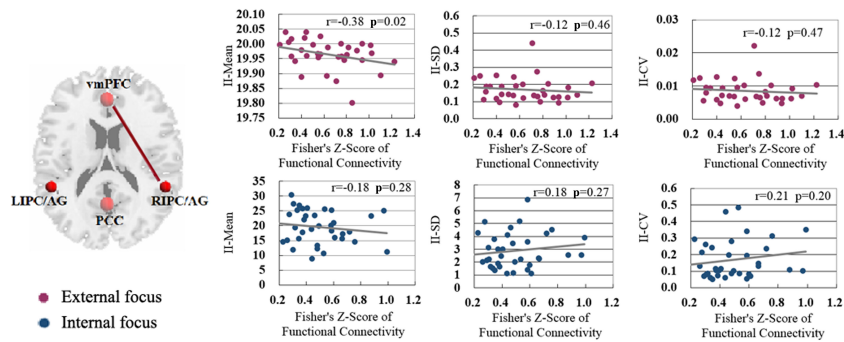 vmPFC
LIPC/AG
RIPC/AG
PCC
External focus
Internal focus
r=-0.38 p=0.02
II-Mean
20.10
20.05
20.00
19.95
19.90
19.85
19.80
19.75
0.2 0.4 0.6 0.8 1.0 1.2 1.4
Fisher's Z-Score of
Functional Connectivity
r=-0.12 p=0.46
II-SD
0.6
0.5
0.4
0.3
0.2
0.1
0.0
0.2 0.4 0.6 0.8 1.0 1.2 1.4
Fisher's Z-Score of
Functional Connectivity
r=-0.12 p=0.47
II-CV
0.03
0.02
0.01
0.00
0.2 0.4 0.6 0.8 1.0 1.2 1.4
Fisher's Z-Score of
Functional Connectivity
r=-0.18 p=0.28
II-Mean
35
30
25
20
15
10
5
0
0.2 0.4 0.6 0.8 1.0 1.2
Fisher's Z-Score of
Functional Connectivity
r=0.18 p=0.27
II-SD
8
7
6
5
4
3
2
1
0
0.2 0.4 0.6 0.8 1.0 1.2
Fisher's Z-Score of
Functional Connectivity
r=0.21 p=0.20
II-CV
0.6
0.5
0.4
0.3
0.2
0.1
0.0
0.2 0.4 0.6 0.8 1.0 1.2
Fisher's Z-Score of
Functional Connectivity